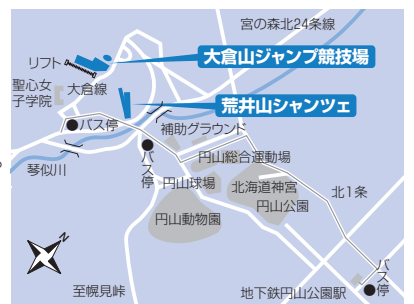 宮の森北24条線
リフト
大倉山ジャンプ競技場
聖心女
子学院
大倉線
荒井山シャンツェ
バス停
補助グラウンド
琴似川
バス停
円山総合運動場
円山球場
北海道神宮
北1条
円山公園
円山動物園
N
バス停
至幌見峠
地下鉄円山公園駅